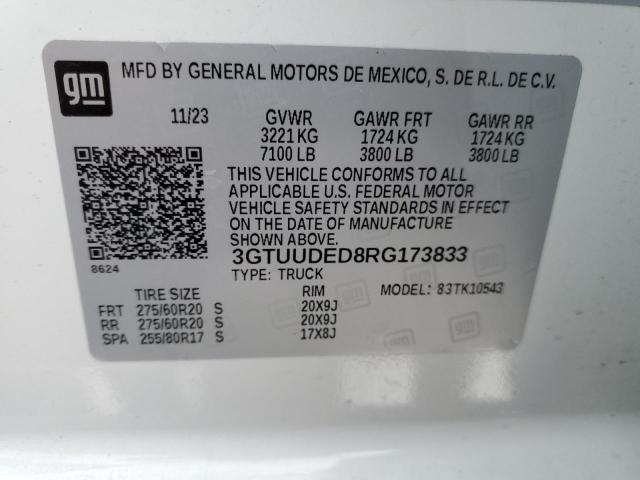 gm
MFD BY GENERAL MOTORS DE MEXICO, S. DE R.L. DE C.V.
11/23 GVWR GAWR FRT GAWR RR
3221 KG 1724 KG 1724 KG
7100 LB 3800 LB 3800 LB
THIS VEHICLE CONFORMS TO ALL
APPLICABLE U.S. FEDERAL MOTOR
VEHICLE SAFETY STANDARDS IN EFFECT
ON THE DATE OF MANUFACTURE
SHOWN ABOVE
3GTUUDED8RG173833
8624
TYPE: TRUCK MODEL: 83TK10543
TIRE SIZE RIM
FRT 275/60R20 S 20X9J
RR 275/60R20 S 20X9J
SPA 255/80R17 S 17X8J